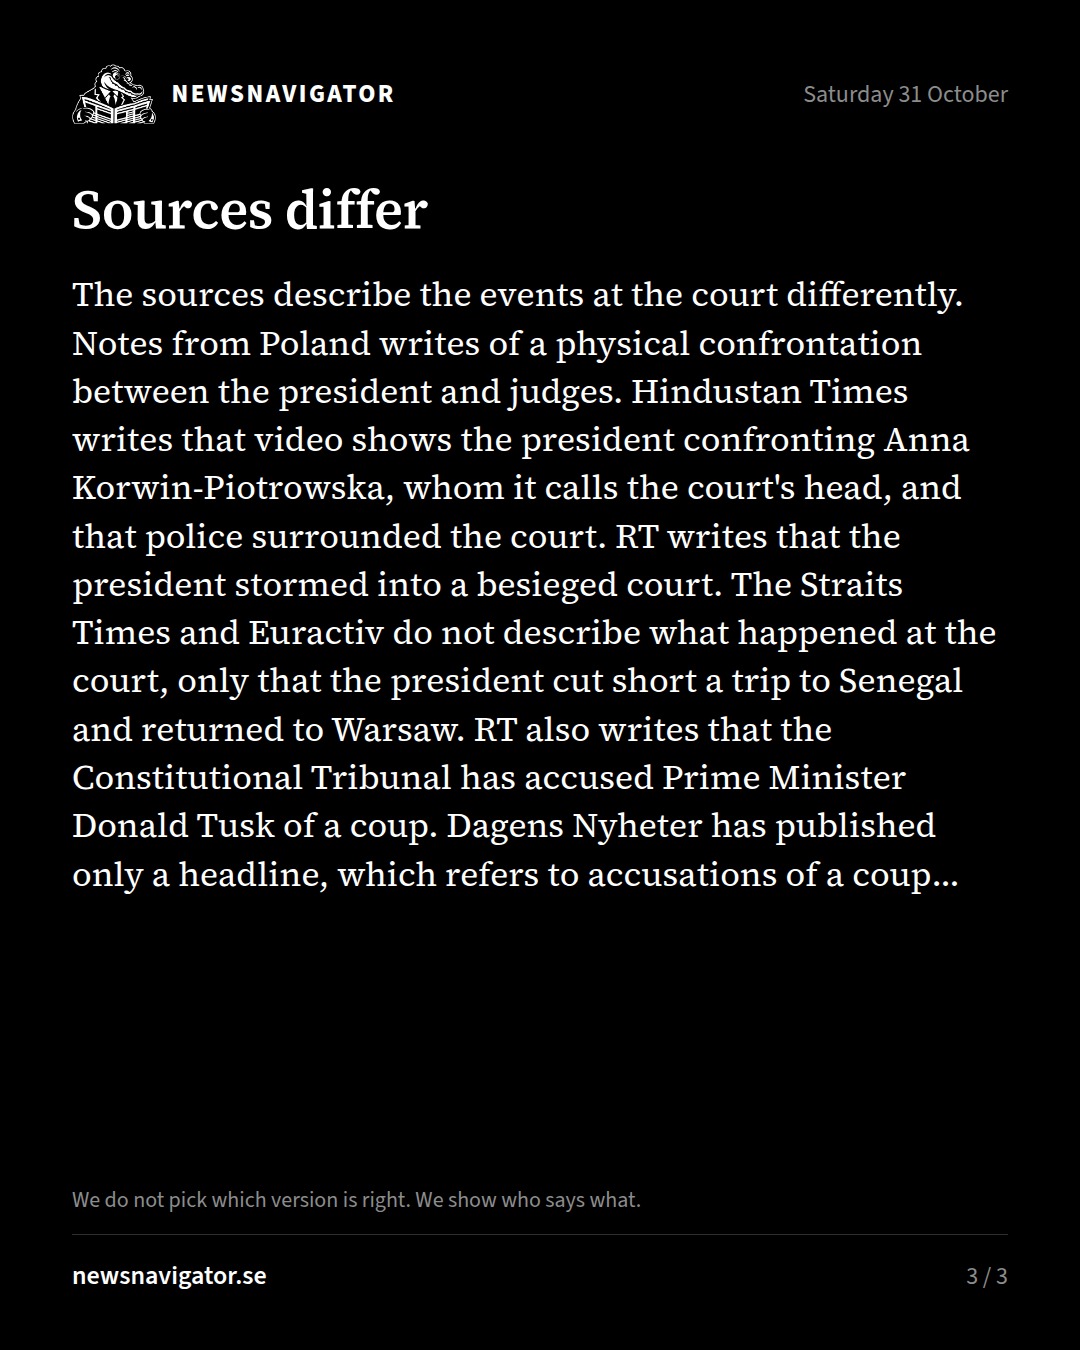 NEWSNAVIGATOR
Saturday 31 October
Sources differ
The sources describe the events at the court differently.
Notes from Poland writes of a physical confrontation
between the president and judges. Hindustan Times
writes that video shows the president confronting Anna
Korwin-Piotrowska, whom it calls the court's head, and
that police surrounded the court. RT writes that the
president stormed into a besieged court. The Straits
Times and Euractiv do not describe what happened at the
court, only that the president cut short a trip to Senegal
and returned to Warsaw. RT also writes that the
Constitutional Tribunal has accused Prime Minister
Donald Tusk of a coup. Dagens Nyheter has published
only a headline, which refers to accusations of a coup...
We do not pick which version is right. We show who says what.
newsnavigator.se
3 / 3